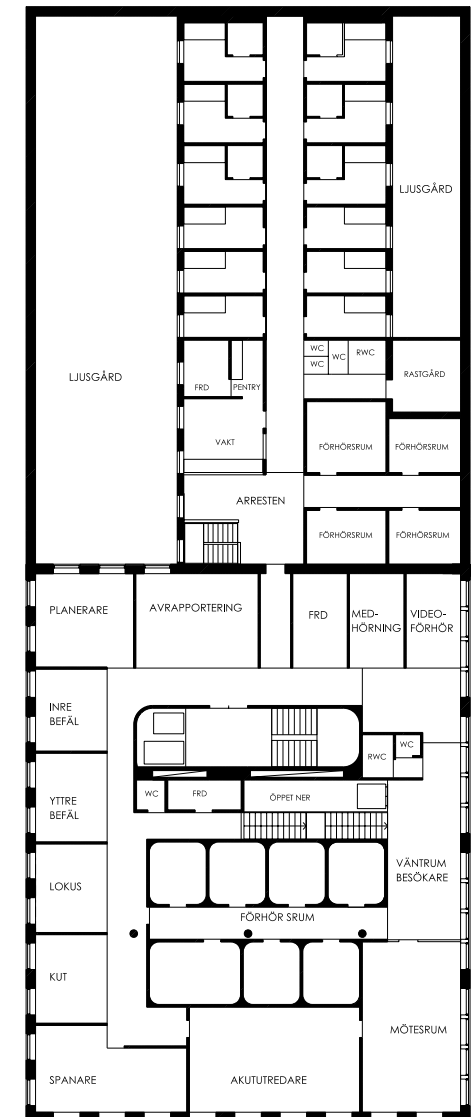 LJUSGÅRD
LJUSGÅRD
WC
WC
WC
RWC
RASTGÅRD
FRD
PENTRY
VAKT
FÖRHÖRSRUM
FÖRHÖRSRUM
ARRESTEN
FÖRHÖRSRUM
FÖRHÖRSRUM
PLANERARE
AVRAPPORTERING
FRD
MED-
HÖRNING
VIDEO-
FÖRHÖR
INRE
BEFÄL
RWC
WC
WC
FRD
ÖPPET NER
YTTRE
BEFÄL
VÄNTRUM
BESÖKARE
LOKUS
FÖRHÖR SRUM
KUT
MÖTESRUM
SPANARE
AKUTUTREDARE